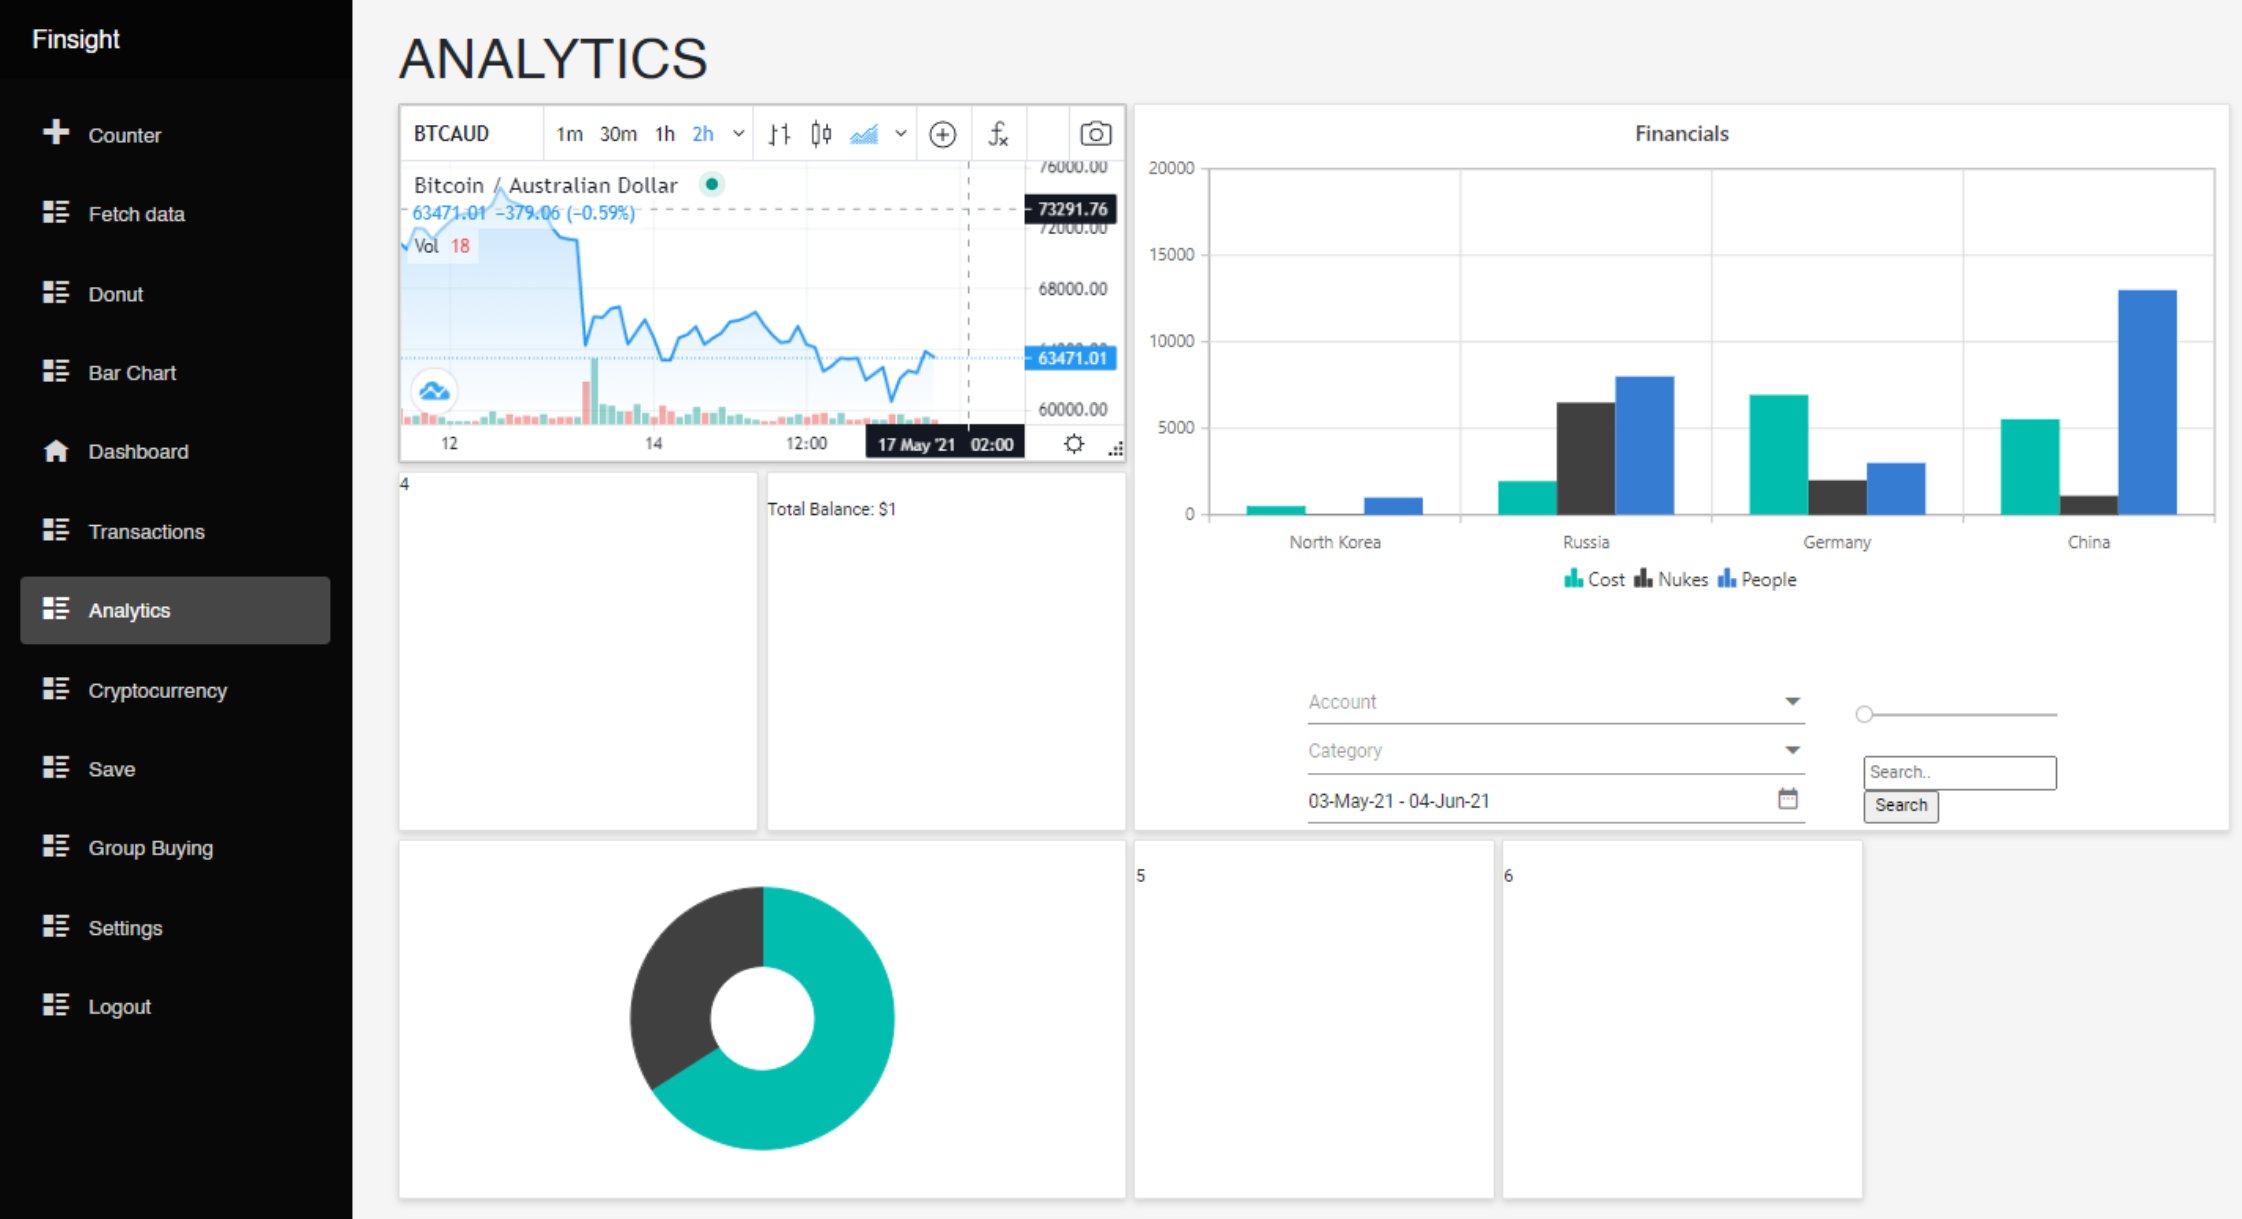 Finsight
Counter
Fetch data
Donut
Bar Chart
Dashboard
Transactions
Analytics
Cryptocurrency
Save
Group Buying
Settings
Logout
ANALYTICS
BTCAUD 1m 30m 1h 2h
Bitcoin / Australian Dollar
63471.01 −379.06 (−0.59%)
Vol 18
76000.00
73291.76
72000.00
68000.00
63471.01
60000.00
12 14 12:00 17 May '21 02:00
Financials
20000
15000
10000
5000
0
North Korea Russia Germany China
Cost Nukes People
Account
Category
03-May-21 - 04-Jun-21
Search..
Search
4
Total Balance: $1
5
6